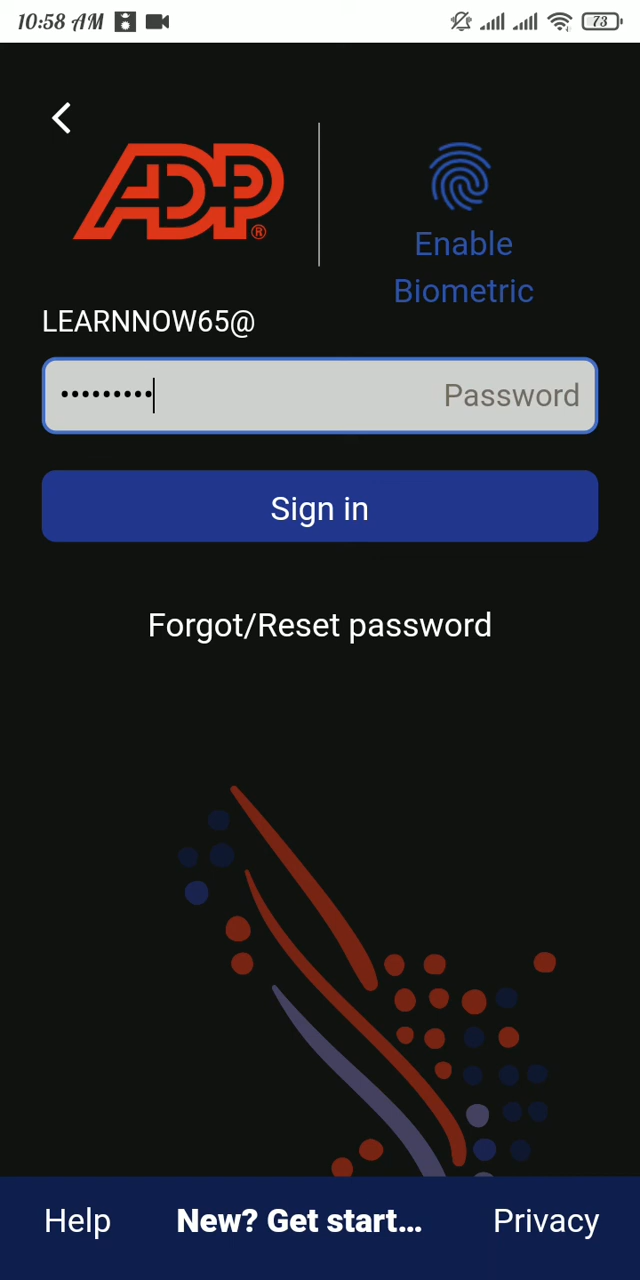 10:58 AM
73
ADP®
Enable
Biometric
LEARNNOW65@
••••••••• Password
Sign in
Forgot/Reset password
Help New? Get start... Privacy